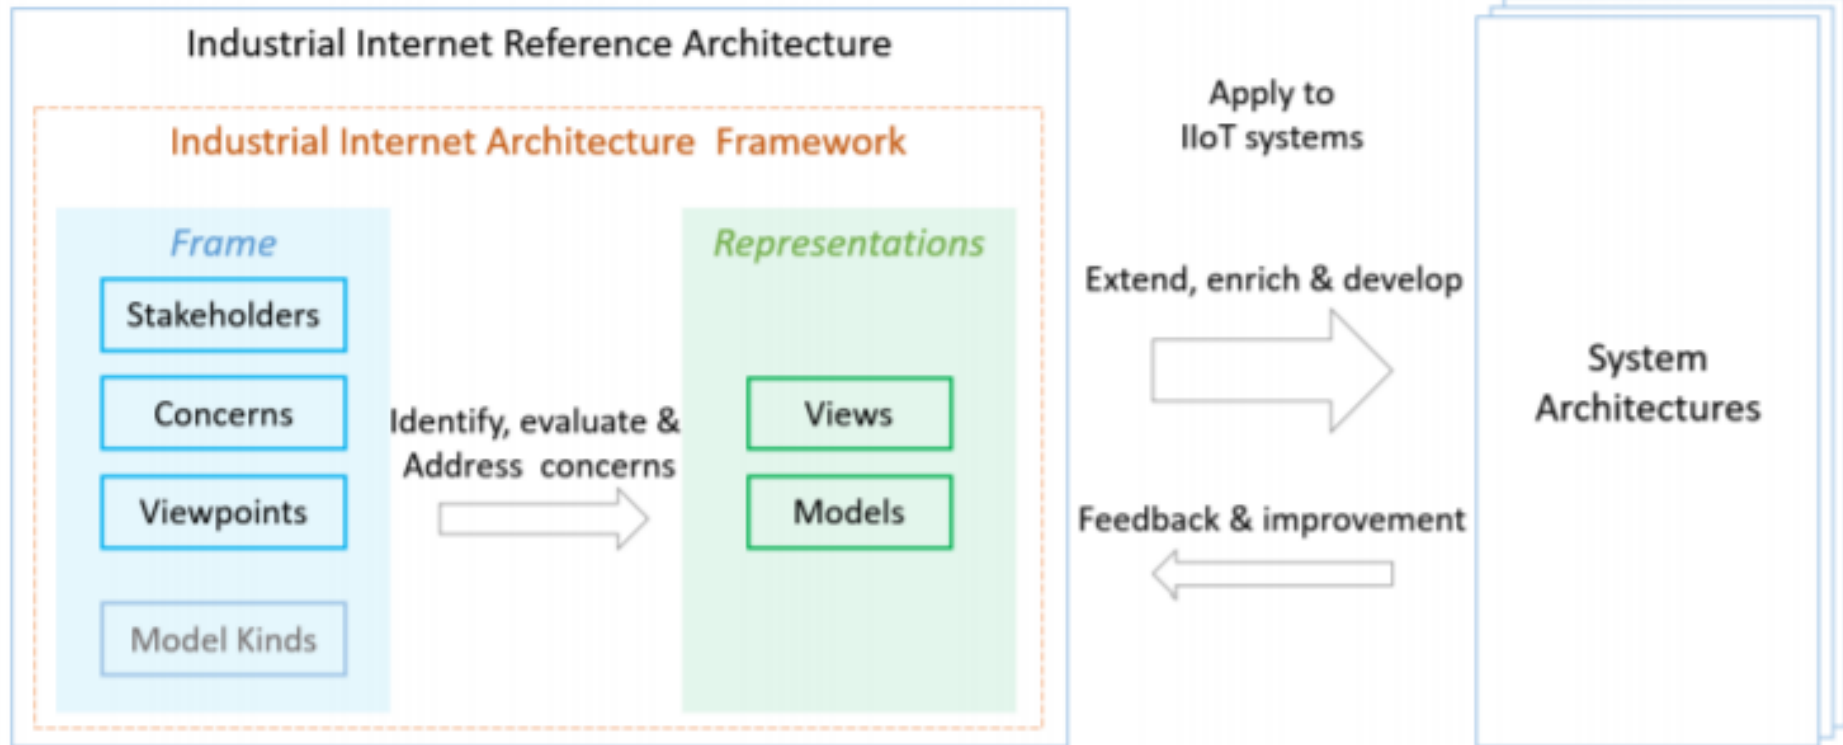 Industrial Internet Reference Architecture
Industrial Internet Architecture Framework
Frame
Stakeholders
Concerns
Viewpoints
Model Kinds
Identify, evaluate &
Address concerns
Representations
Views
Models
Apply to
IIoT systems
Extend, enrich & develop
Feedback & improvement
System
Architectures